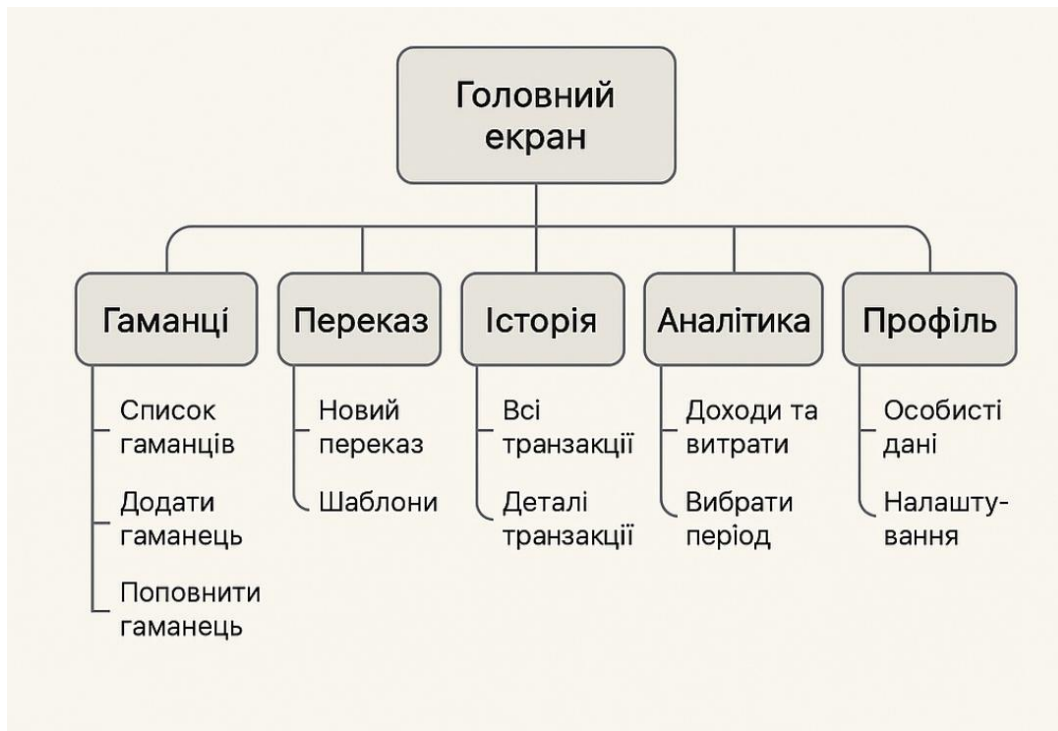 Головний
екран
Гаманці
Переказ
Історія
Аналітика
Профіль
Список
гаманців
Додати
гаманець
Поповнити
гаманець
Новий
переказ
Шаблони
Всі
транзакції
Деталі
транзакції
Доходи та
витрати
Вибрати
період
Особисті
дані
Налашту-
вання